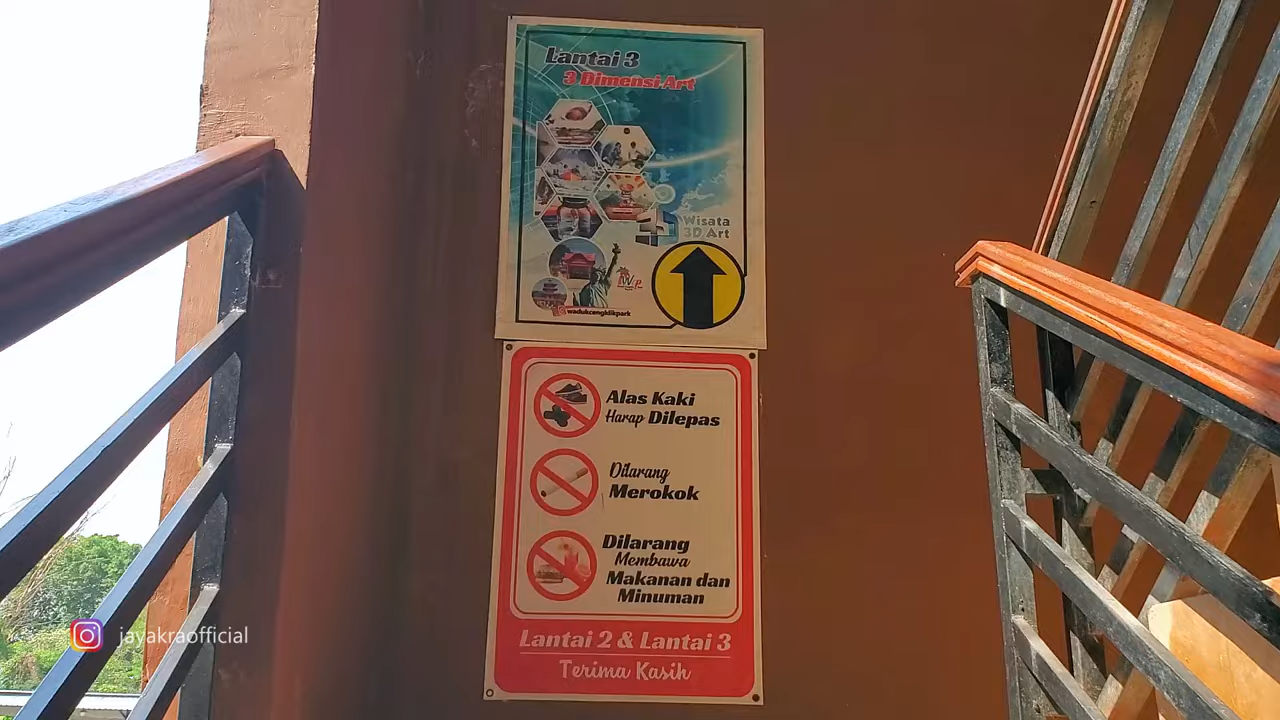 Lantai 3
3 Dimensi Art
Wisata
3D Art
WCP
wadukcengklikpark
Alas Kaki
Harap Dilepas
Dilarang
Merokok
Dilarang
Membawa
Makanan dan
Minuman
Lantai 2 & Lantai 3
Terima Kasih
jayakraofficial